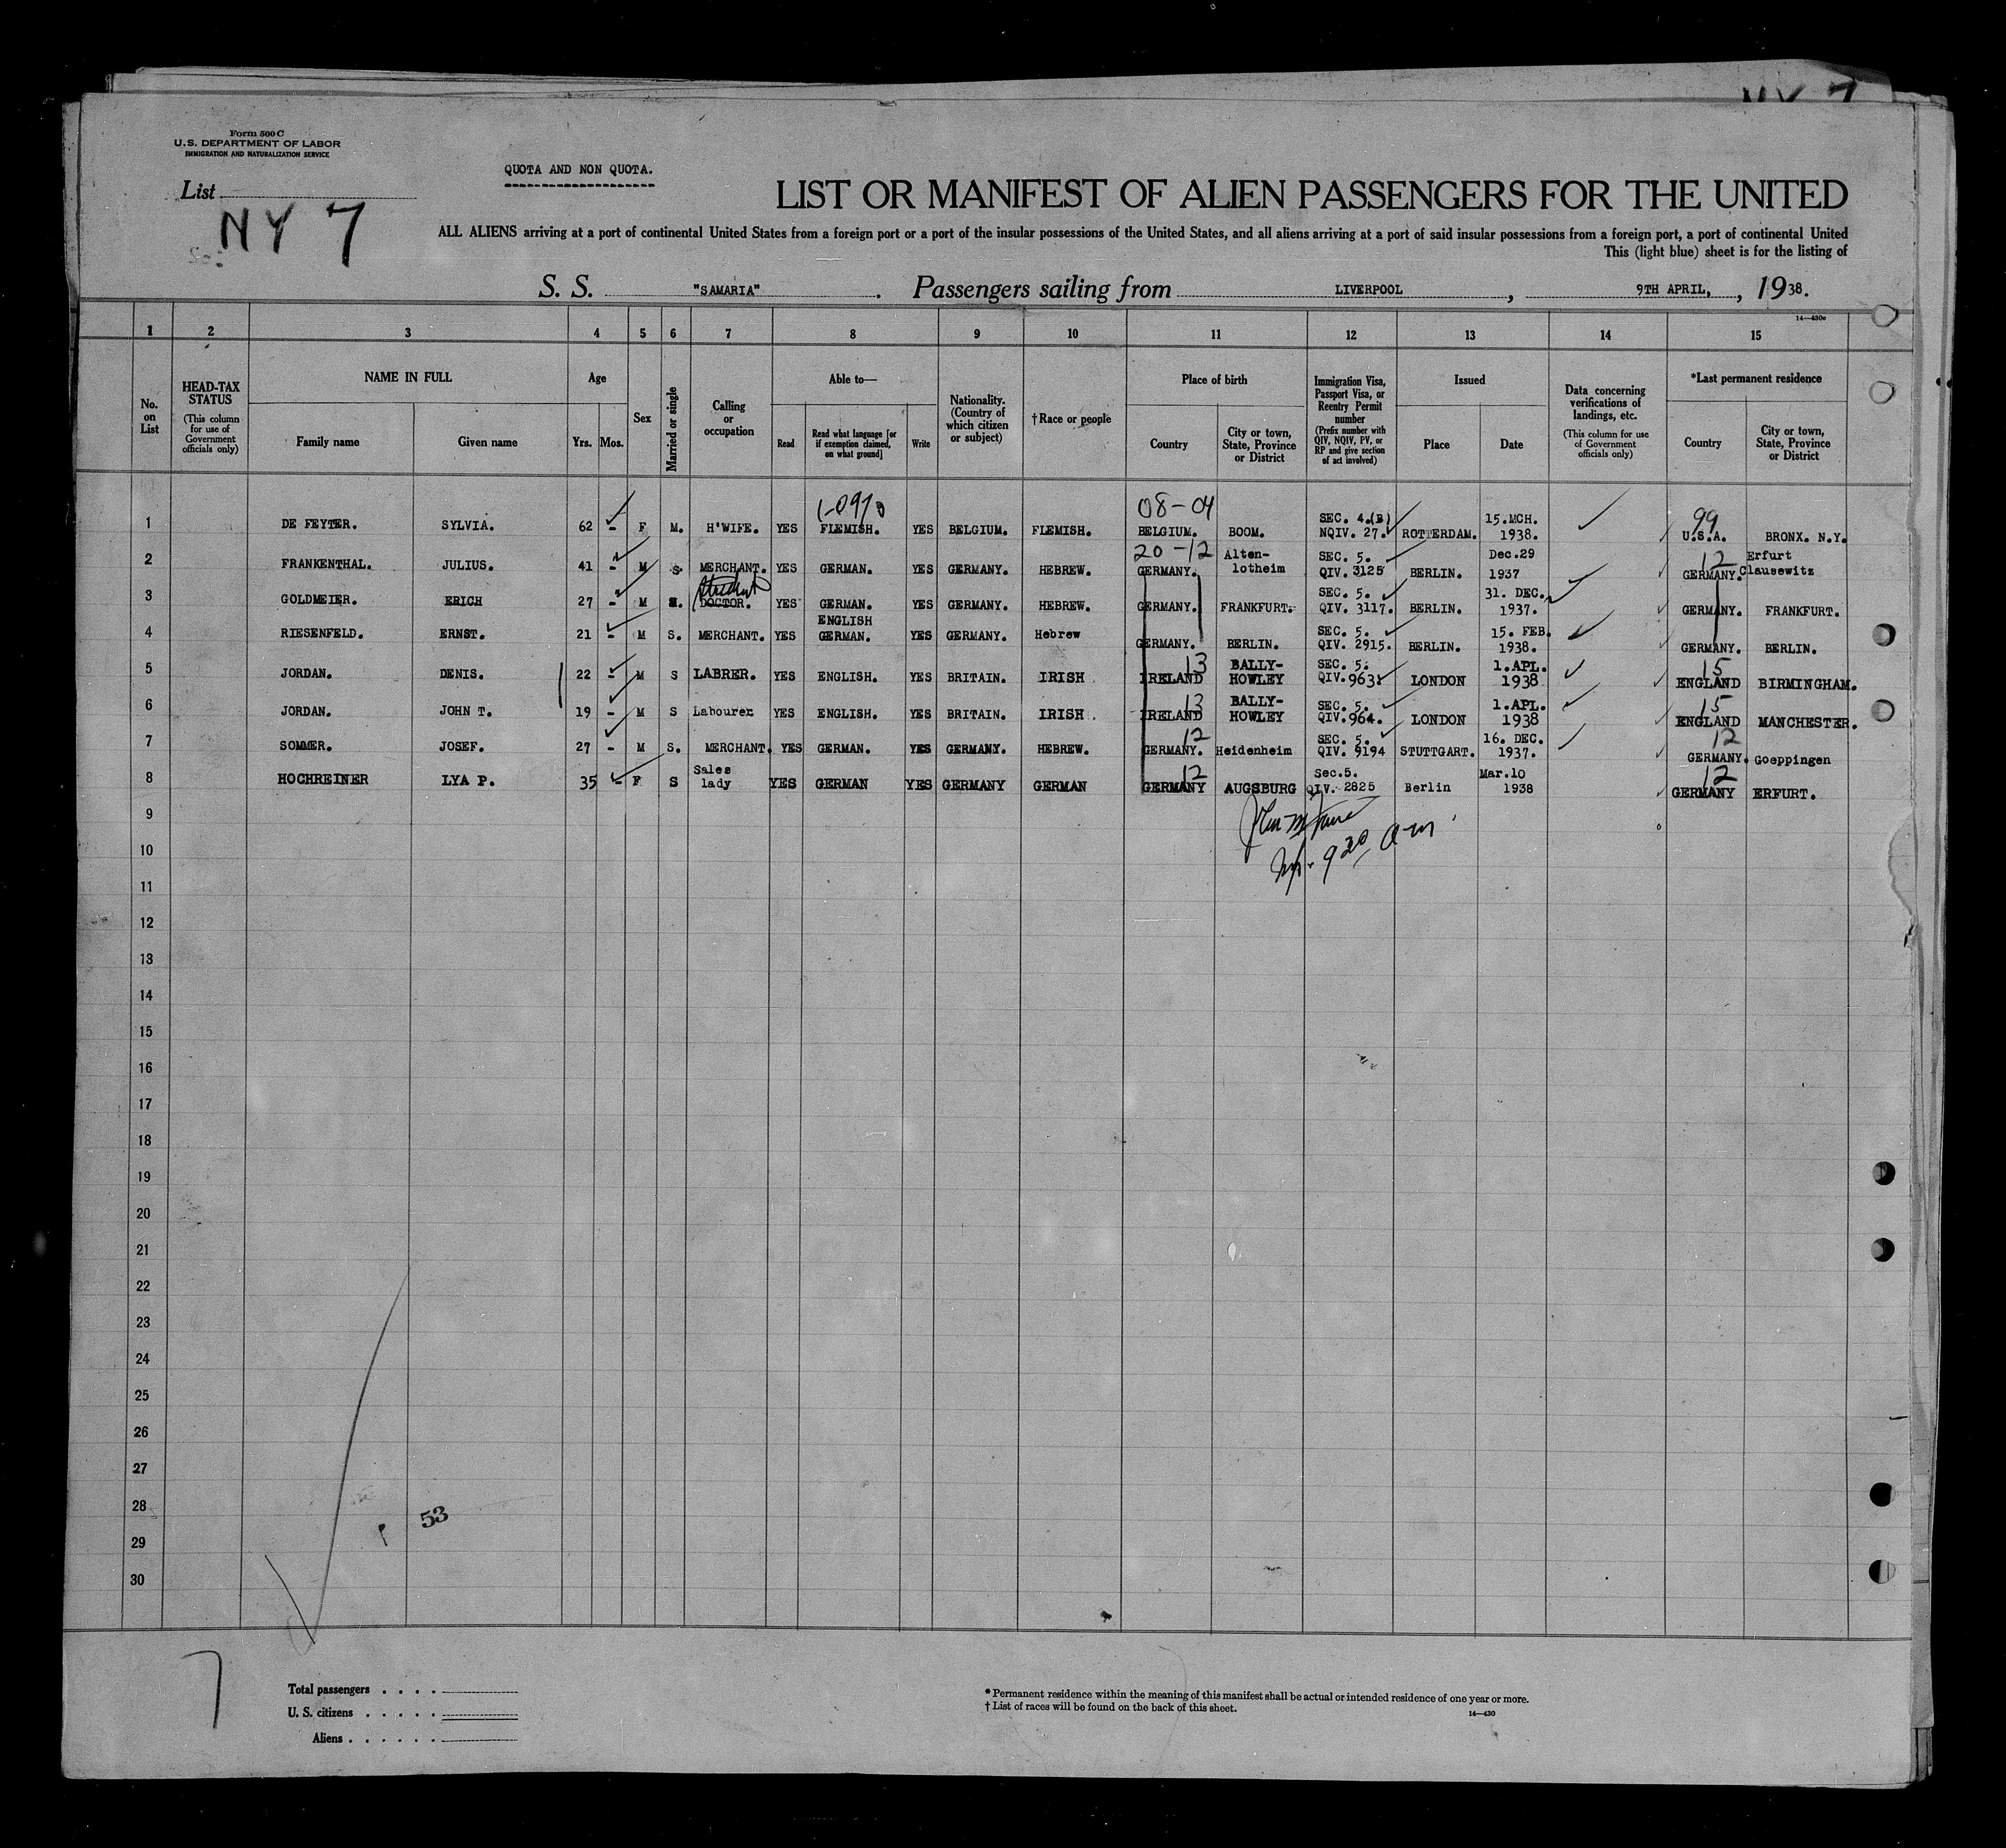 NY 7
Form 500 C
U.S. DEPARTMENT OF LABOR
IMMIGRATION AND NATURALIZATION SERVICE
List
NY 7
QUOTA AND NON QUOTA.
LIST OR MANIFEST OF ALIEN PASSENGERS FOR THE UNITED
ALL ALIENS arriving at a port of continental United States from a foreign port or a port of the insular possessions of the United States, and all aliens arriving at a port of said insular possessions from a foreign port, a port of continental United
This (light blue) sheet is for the listing of
S. S. "SAMARIA". Passengers sailing from LIVERPOOL, 9TH APRIL, , 1938.
14—430c
1 2 3 4 5 6 7 8 9 10 11 12 13 14 15
No. on List
HEAD-TAX STATUS (This column for use of Government officials only)
NAME IN FULL Family name Given name
Age Yrs. Mos.
Sex
Married or single
Calling or occupation
Able to— Read Read what language [or if exemption claimed, on what ground] Write
Nationality. (Country of which citizen or subject)
†Race or people
Place of birth Country City or town, State, Province or District
Immigration Visa, Passport Visa, or Reentry Permit number (Prefix number with QIV, NQIV, PV, or RP and give section of act involved)
Issued Place Date
Data concerning verifications of landings, etc. (This column for use of Government officials only)
*Last permanent residence Country City or town, State, Province or District
08-04 99
1 DE FEYTER. SYLVIA. 62 - F M. H'WIFE. YES FLEMISH. YES BELGIUM. FLEMISH. BELGIUM. BOOM. SEC. 4.(B) NQIV. 27. ROTTERDAM. 15.MCH. 1938. U.S.A. BRONX. N.Y.
20-12 12
2 FRANKENTHAL. JULIUS. 41 - M S. MERCHANT. YES GERMAN. YES GERMANY. HEBREW. GERMANY. Alten-lotheim SEC. 5. QIV. 3125 BERLIN. Dec.29 1937 GERMANY. Erfurt Clausewitz
Student
3 GOLDMEIER. ERICH 27 - M S. DOCTOR. YES GERMAN. YES GERMANY. HEBREW. GERMANY. FRANKFURT. SEC. 5. QIV. 3117. BERLIN. 31. DEC. 1937. GERMANY. FRANKFURT.
4 RIESENFELD. ERNST. 21 - M S. MERCHANT. YES ENGLISH GERMAN. YES GERMANY. Hebrew GERMANY. BERLIN. SEC. 5. QIV. 2915. BERLIN. 15. FEB. 1938. GERMANY. BERLIN.
13 15
5 JORDAN. DENIS. 22 - M S LABRER. YES ENGLISH. YES BRITAIN. IRISH IRELAND BALLY-HOWLEY SEC. 5. QIV. 963. LONDON 1.APL. 1938 ENGLAND BIRMINGHAM.
13 15
6 JORDAN. JOHN T. 19 - M S Labourer YES ENGLISH. YES BRITAIN. IRISH. IRELAND BALLY-HOWLEY SEC. 5. QIV. 964. LONDON 1.APL. 1938 ENGLAND MANCHESTER.
12 12
7 SOMMER. JOSEF. 27 - M S. MERCHANT. YES GERMAN. YES GERMANY. HEBREW. GERMANY. Heidenheim SEC. 5. QIV. 9194 STUTTGART. 16. DEC. 1937. GERMANY. Goeppingen
12 12
8 HOCHREINER LYA P. 35 - F S Sales lady YES GERMAN YES GERMANY GERMAN GERMANY AUGSBURG Sec.5. QIV. 2825 Berlin Mar.10 1938 GERMANY ERFURT.
9
9 20 a m
10
11
12
13
14
15
16
17
18
19
20
21
22
23
24
25
26
27
28
53
29
30
7
Total passengers . . . .
U. S. citizens . . . . .
Aliens . . . . . .
* Permanent residence within the meaning of this manifest shall be actual or intended residence of one year or more.
† List of races will be found on the back of this sheet.
14—430